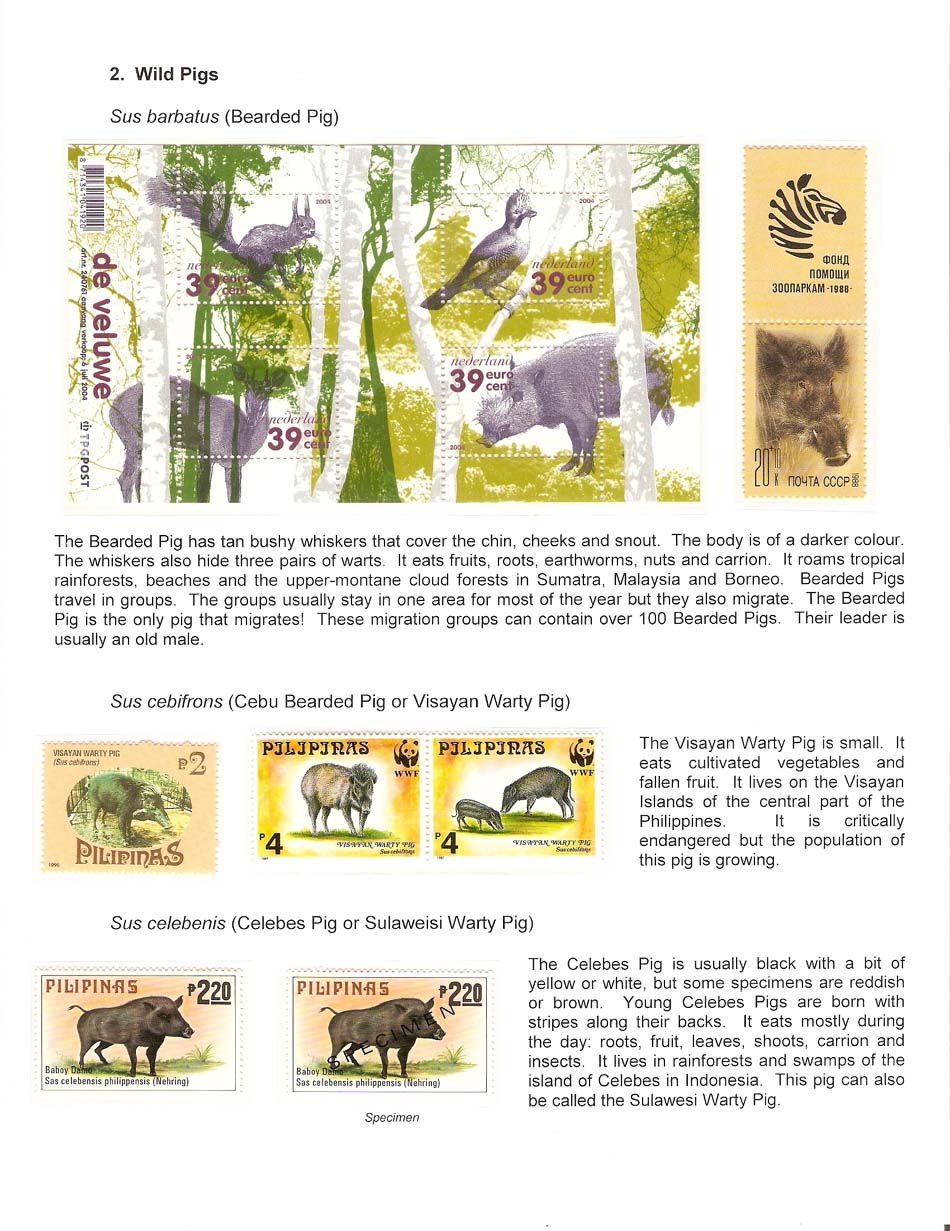 2. Wild Pigs
Sus barbatus (Bearded Pig)
8 714341 041920
de veluwe
TPGPOST
2004
nederland
39 euro
cent
2004
nederland
39 euro
cent
nederland
39 euro
cent
nederland
39 euro
cent
2004
ФОНД
ПОМОЩИ
ЗООПАРКАМ -1988-
20+10 К ПОЧТА СССР 1988
The Bearded Pig has tan bushy whiskers that cover the chin, cheeks and snout. The body is of a darker colour.
The whiskers also hide three pairs of warts. It eats fruits, roots, earthworms, nuts and carrion. It roams tropical
rainforests, beaches and the upper-montane cloud forests in Sumatra, Malaysia and Borneo. Bearded Pigs
travel in groups. The groups usually stay in one area for most of the year but they also migrate. The Bearded
Pig is the only pig that migrates! These migration groups can contain over 100 Bearded Pigs. Their leader is
usually an old male.
Sus cebifrons (Cebu Bearded Pig or Visayan Warty Pig)
VISAYAN WARTY PIG
(Sus cebifrons)
P2
PILIPINAS
PILIPINAS
WWF
P4
VISAYAN WARTY PIG
Sus cebifrons
PILIPINAS
WWF
P4
VISAYAN WARTY PIG
Sus cebifrons
The Visayan Warty Pig is small. It
eats cultivated vegetables and
fallen fruit. It lives on the Visayan
Islands of the central part of the
Philippines. It is critically
endangered but the population of
this pig is growing.
Sus celebenis (Celebes Pig or Sulaweisi Warty Pig)
PILIPINAS
P2.20
Baboy Damo
Sas celebensis philippensis (Nehring)
PILIPINAS
P2.20
SPECIMEN
Baboy Damo
Sas celebensis philippensis (Nehring)
Specimen
The Celebes Pig is usually black with a bit of
yellow or white, but some specimens are reddish
or brown. Young Celebes Pigs are born with
stripes along their backs. It eats mostly during
the day: roots, fruit, leaves, shoots, carrion and
insects. It lives in rainforests and swamps of the
island of Celebes in Indonesia. This pig can also
be called the Sulawesi Warty Pig.